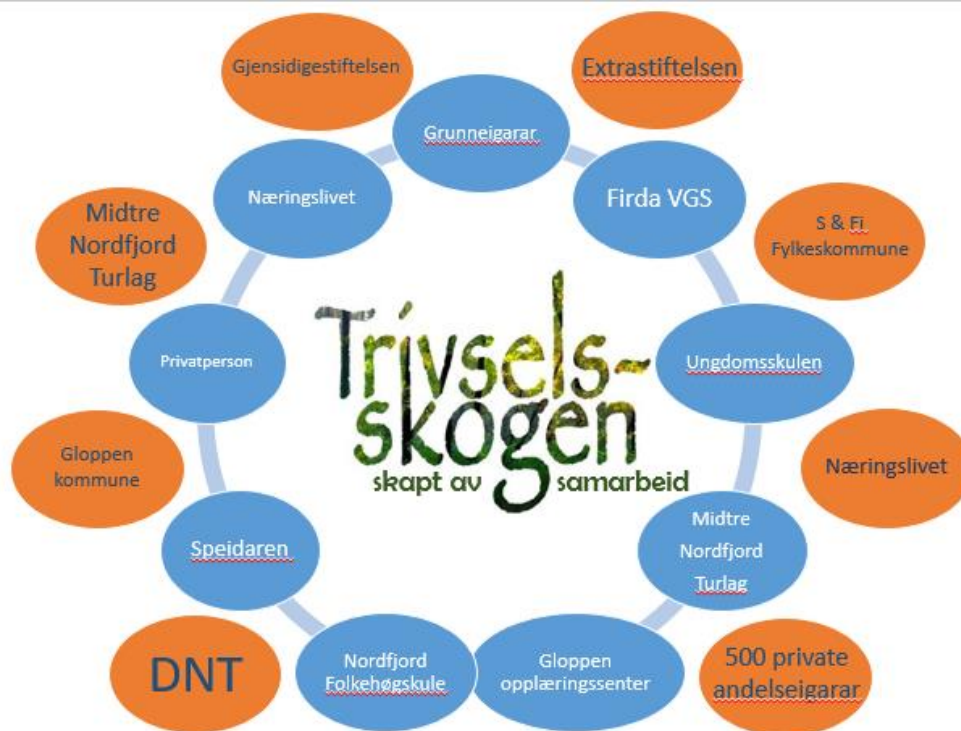 Gjensidigestiftelsen
Extrastiftelsen
Grunneigarar
Næringslivet
Firda VGS
Midtre
Nordfjord
Turlag
S & Fj.
Fylkeskommune
Trivsels-
skogen
skapt av samarbeid
Privatperson
Ungdomsskulen
Gloppen
kommune
Næringslivet
Speidaren
Midtre
Nordfjord
Turlag
DNT
Nordfjord
Folkehøgskule
Gloppen
opplæringssenter
500 private
andelseigarar